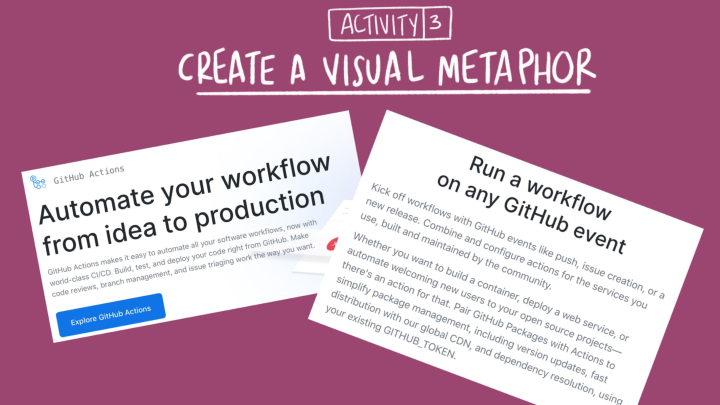 ACTIVITY 3
CREATE A VISUAL METAPHOR
GitHub Actions
Automate your workflow
from idea to production
GitHub Actions makes it easy to automate all your software workflows, now with
world-class CI/CD. Build, test, and deploy your code right from GitHub. Make
code reviews, branch management, and issue triaging work the way you want.
Explore GitHub Actions
Run a workflow
on any GitHub event
Kick off workflows with GitHub events like push, issue creation, or a
new release. Combine and configure actions for the services you
use, built and maintained by the community.
Whether you want to build a container, deploy a web service, or
automate welcoming new users to your open source projects—
there's an action for that. Pair GitHub Packages with Actions to
simplify package management, including version updates, fast
distribution with our global CDN, and dependency resolution, using
your existing GITHUB_TOKEN.